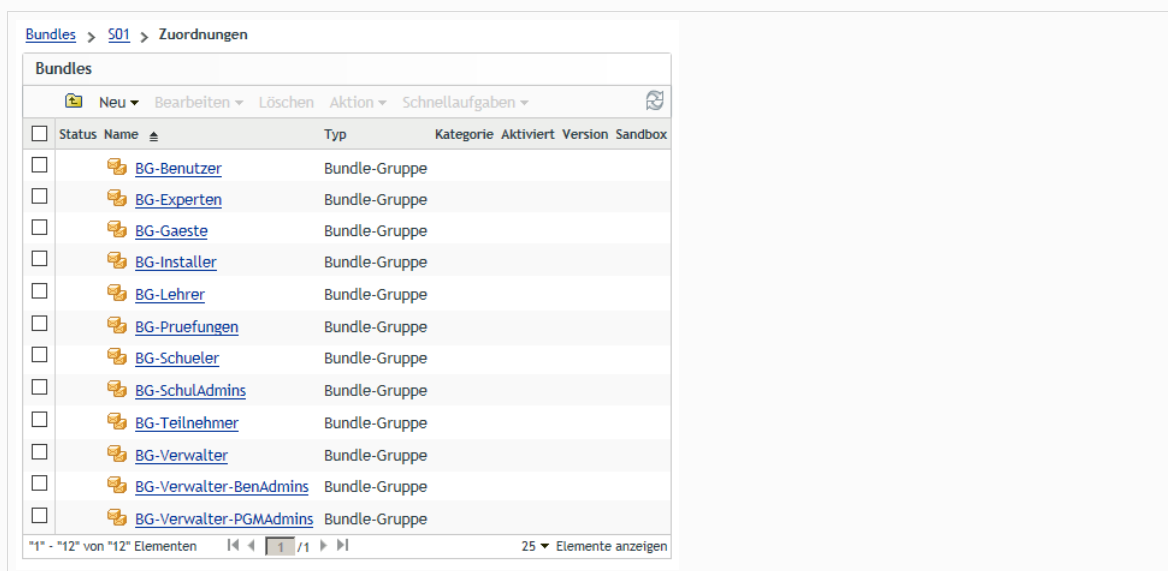 Bundles > S01 > Zuordnungen
Bundles
Neu Bearbeiten Löschen Aktion Schnellaufgaben
Status Name Typ Kategorie Aktiviert Version Sandbox
BG-Benutzer Bundle-Gruppe
BG-Experten Bundle-Gruppe
BG-Gaeste Bundle-Gruppe
BG-Installer Bundle-Gruppe
BG-Lehrer Bundle-Gruppe
BG-Pruefungen Bundle-Gruppe
BG-Schueler Bundle-Gruppe
BG-SchulAdmins Bundle-Gruppe
BG-Teilnehmer Bundle-Gruppe
BG-Verwalter Bundle-Gruppe
BG-Verwalter-BenAdmins Bundle-Gruppe
BG-Verwalter-PGMAdmins Bundle-Gruppe
"1" - "12" von "12" Elementen 1 /1 25 Elemente anzeigen